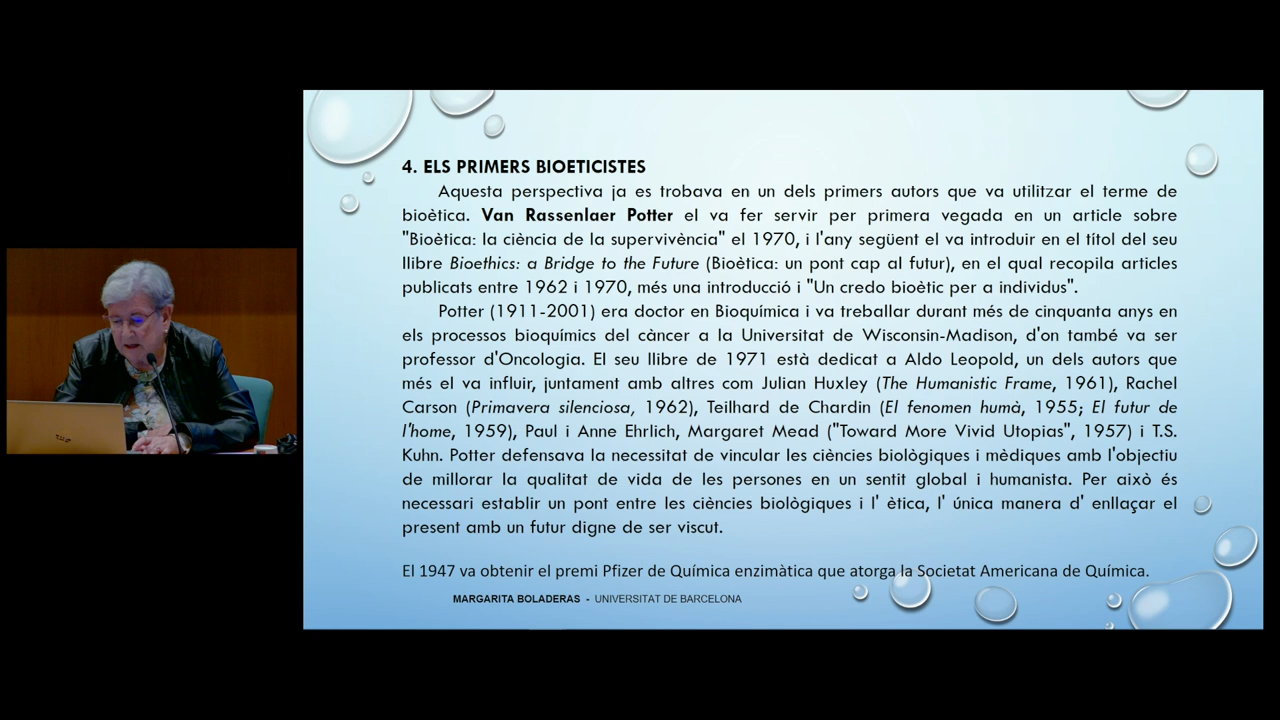 4. ELS PRIMERS BIOETICISTES
Aquesta perspectiva ja es trobava en un dels primers autors que va utilitzar el terme de
bioètica. Van Rassenlaer Potter el va fer servir per primera vegada en un article sobre
"Bioètica: la ciència de la supervivència" el 1970, i l'any següent el va introduir en el títol del seu
llibre Bioethics: a Bridge to the Future (Bioètica: un pont cap al futur), en el qual recopila articles
publicats entre 1962 i 1970, més una introducció i "Un credo bioètic per a individus".
Potter (1911-2001) era doctor en Bioquímica i va treballar durant més de cinquanta anys en
els processos bioquímics del càncer a la Universitat de Wisconsin-Madison, d'on també va ser
professor d'Oncologia. El seu llibre de 1971 està dedicat a Aldo Leopold, un dels autors que
més el va influir, juntament amb altres com Julian Huxley (The Humanistic Frame, 1961), Rachel
Carson (Primavera silenciosa, 1962), Teilhard de Chardin (El fenomen humà, 1955; El futur de
l'home, 1959), Paul i Anne Ehrlich, Margaret Mead ("Toward More Vivid Utopias", 1957) i T.S.
Kuhn. Potter defensava la necessitat de vincular les ciències biològiques i mèdiques amb l'objectiu
de millorar la qualitat de vida de les persones en un sentit global i humanista. Per això és
necessari establir un pont entre les ciències biològiques i l' ètica, l' única manera d' enllaçar el
present amb un futur digne de ser viscut.
El 1947 va obtenir el premi Pfizer de Química enzimàtica que atorga la Societat Americana de Química.
MARGARITA BOLADERAS - UNIVERSITAT DE BARCELONA